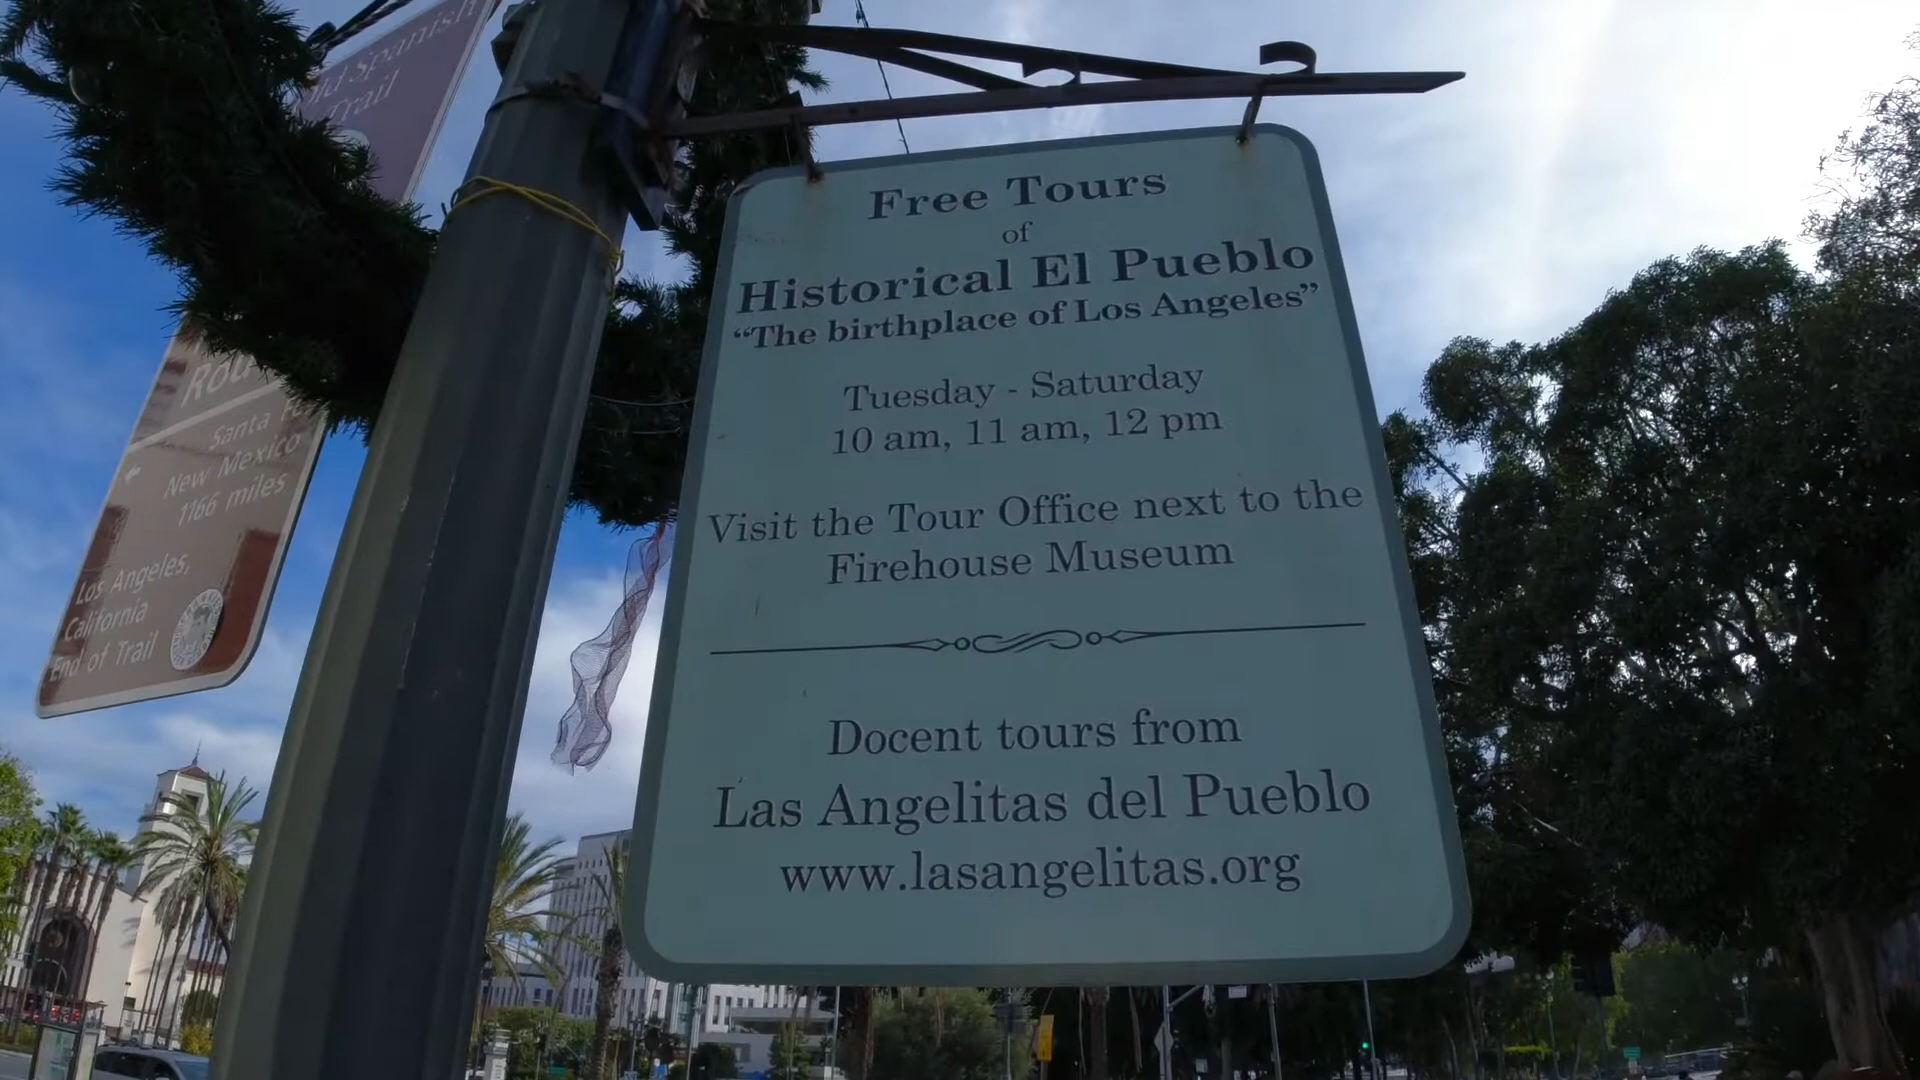 Old Spanish
Trail
Santa Fe
New Mexico
1166 miles
Los Angeles,
California
End of Trail
Free Tours
of
Historical El Pueblo
“The birthplace of Los Angeles”
Tuesday - Saturday
10 am, 11 am, 12 pm
Visit the Tour Office next to the
Firehouse Museum
Docent tours from
Las Angelitas del Pueblo
www.lasangelitas.org